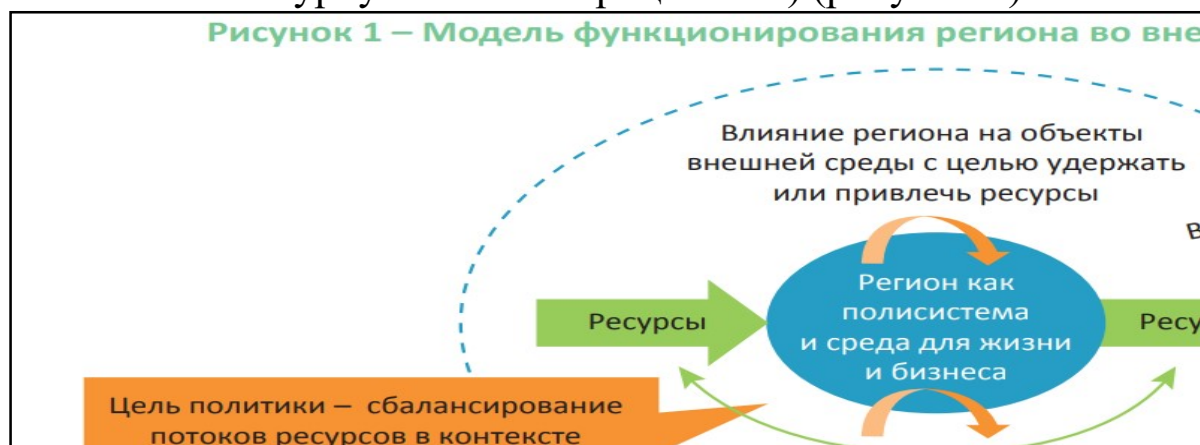 Рисунок 1 – Модель функционирования региона во вне
Влияние региона на объекты
внешней среды с целью удержать
или привлечь ресурсы
В
Регион как
полисистема
и среда для жизни
и бизнеса
Ресурсы
Ресу
Цель политики – сбалансирование
потоков ресурсов в контексте